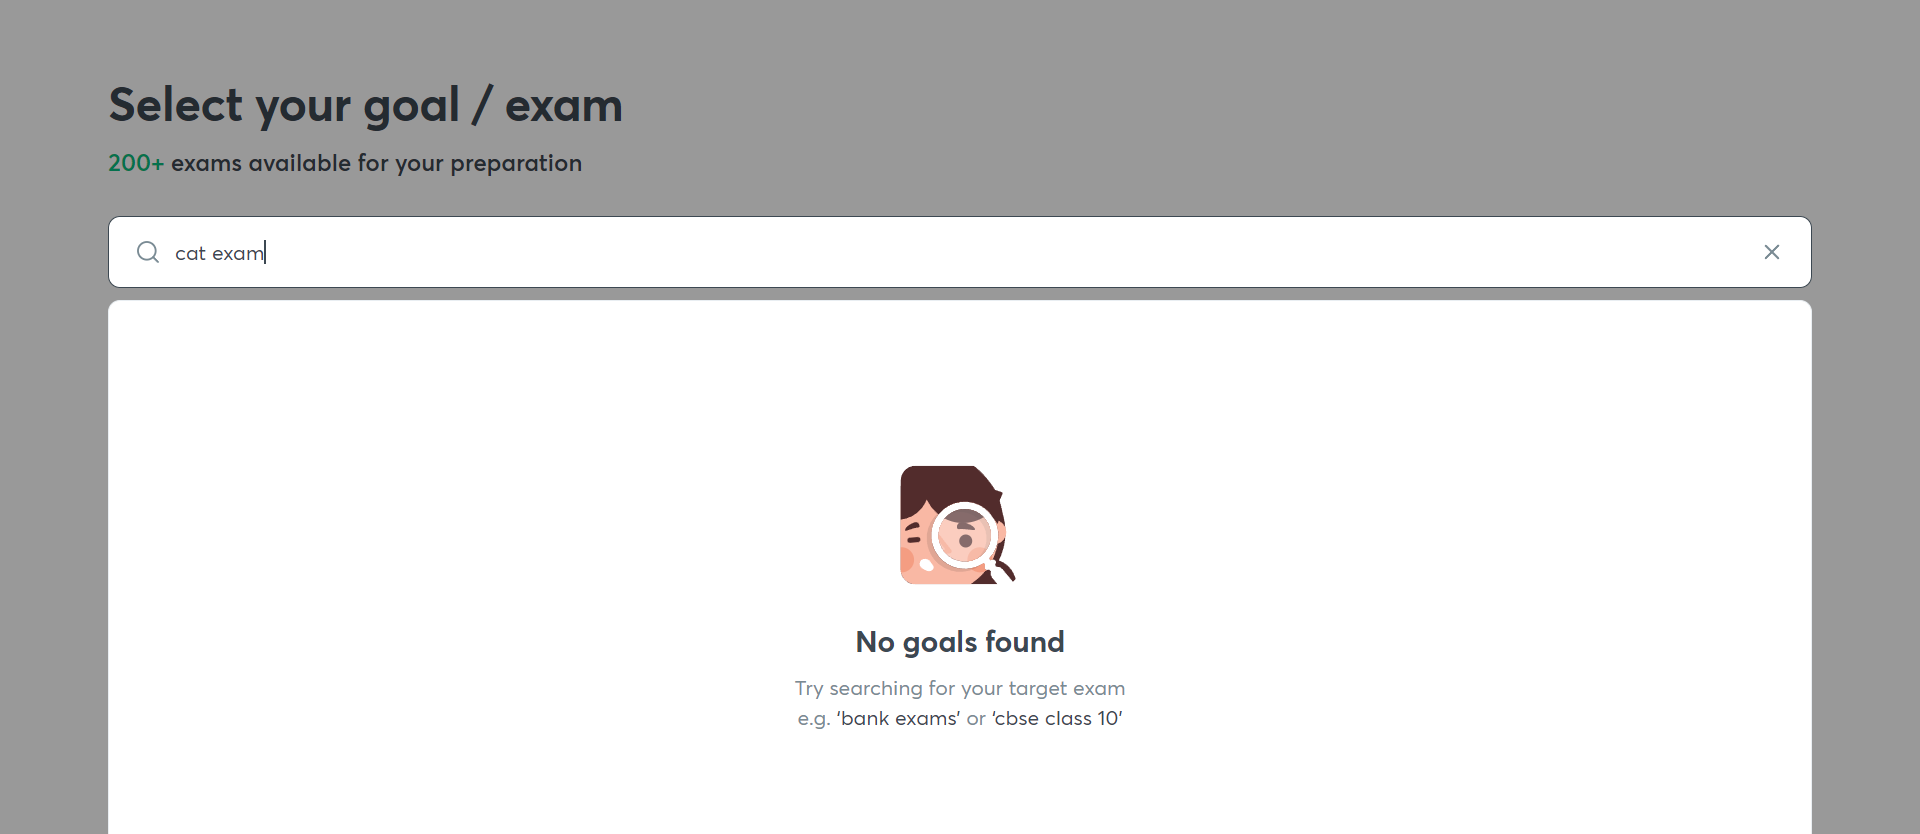 Select your goal / exam
200+ exams available for your preparation
cat exam
No goals found
Try searching for your target exam
e.g. ‘bank exams’ or ‘cbse class 10’